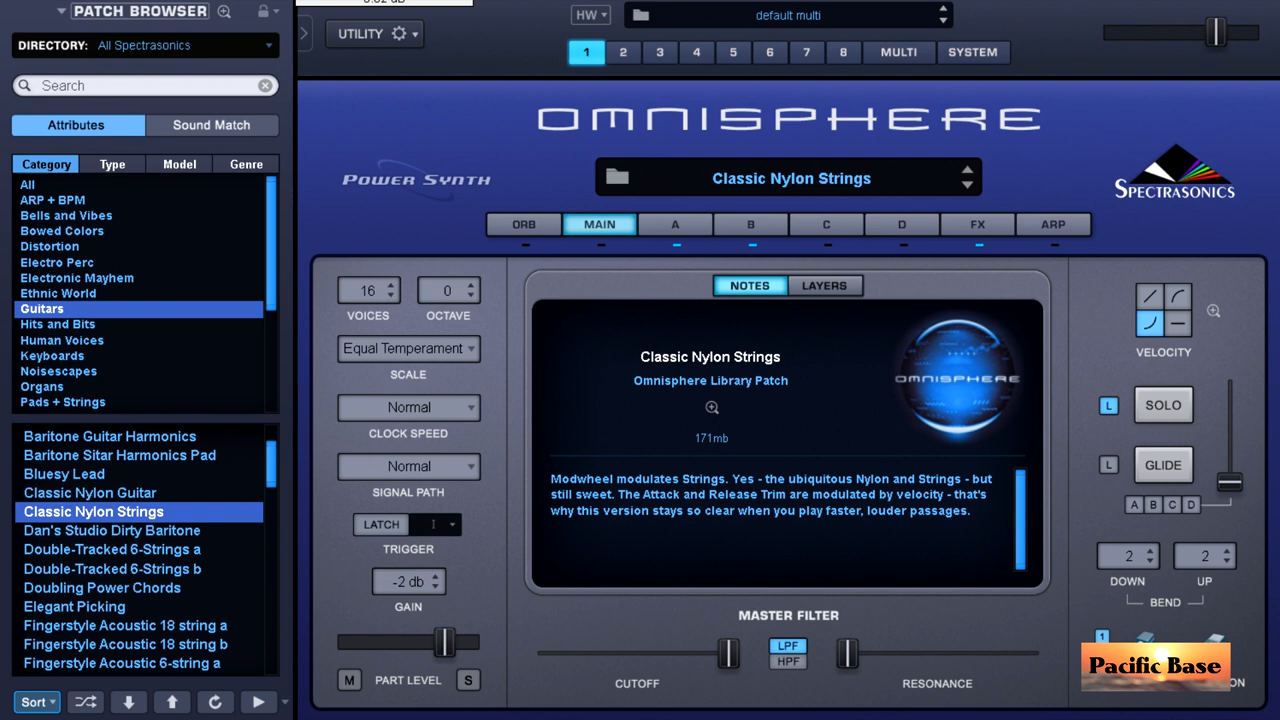 PATCH BROWSER
DIRECTORY: All Spectrasonics
Search
Attributes
Sound Match
Category
Type
Model
Genre
All
ARP + BPM
Bells and Vibes
Bowed Colors
Distortion
Electro Perc
Electronic Mayhem
Ethnic World
Guitars
Hits and Bits
Human Voices
Keyboards
Noisescapes
Organs
Pads + Strings
Baritone Guitar Harmonics
Baritone Sitar Harmonics Pad
Bluesy Lead
Classic Nylon Guitar
Classic Nylon Strings
Dan's Studio Dirty Baritone
Double-Tracked 6-Strings a
Double-Tracked 6-Strings b
Doubling Power Chords
Elegant Picking
Fingerstyle Acoustic 18 string a
Fingerstyle Acoustic 18 string b
Fingerstyle Acoustic 6-string a
Sort
UTILITY
HW
default multi
1 2 3 4 5 6 7 8 MULTI SYSTEM
OMNISPHERE
POWER SYNTH
Classic Nylon Strings
SPECTRASONICS
ORB MAIN A B C D FX ARP
16
VOICES
0
OCTAVE
Equal Temperament
SCALE
Normal
CLOCK SPEED
Normal
SIGNAL PATH
LATCH
TRIGGER
-2 db
GAIN
M PART LEVEL S
NOTES LAYERS
Classic Nylon Strings
Omnisphere Library Patch
171mb
OMNISPHERE
Modwheel modulates Strings. Yes - the ubiquitous Nylon and Strings - but
still sweet. The Attack and Release Trim are modulated by velocity - that's
why this version stays so clear when you play faster, louder passages.
MASTER FILTER
LPF
HPF
CUTOFF
RESONANCE
VELOCITY
L SOLO
L GLIDE
A B C D
2 2
DOWN UP
BEND
1
Pacific Base
ON